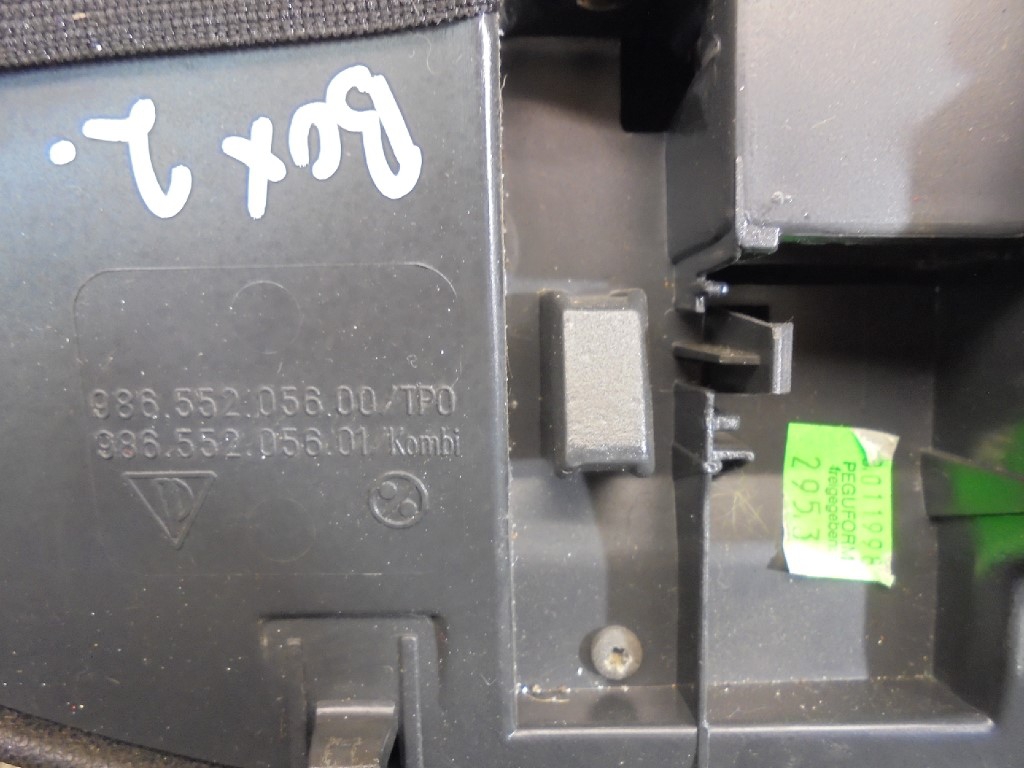 Box 2.
986.552.056.00/TPO
986.552.056.01/Kombi
PEGUFORM
freigegeben
2953